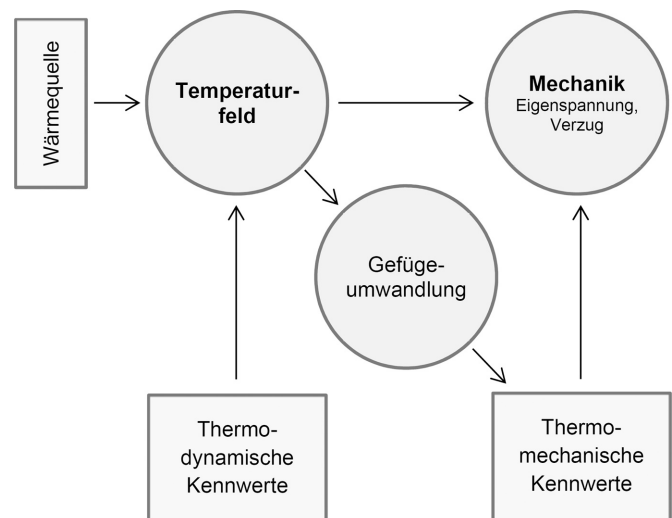 Wärmequelle
Temperatur-
feld
Mechanik
Eigenspannung,
Verzug
Gefüge-
umwandlung
Thermo-
dynamische
Kennwerte
Thermo-
mechanische
Kennwerte